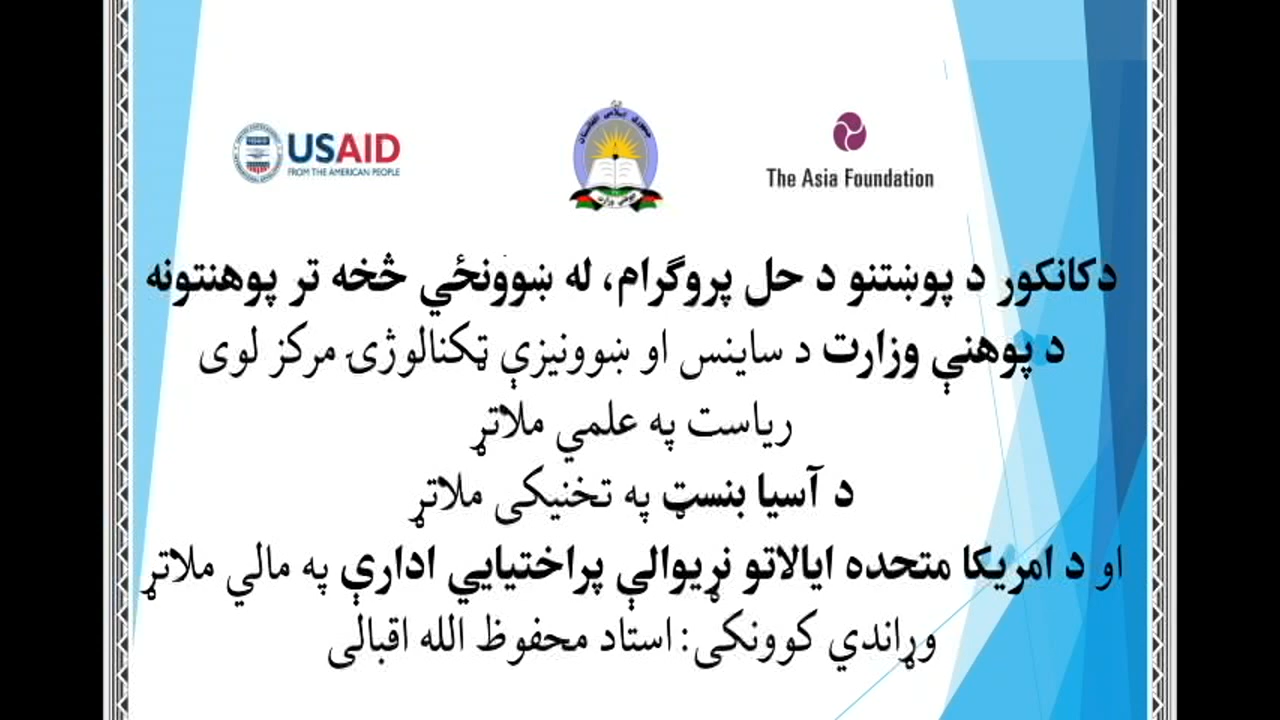 USAID
FROM THE AMERICAN PEOPLE
The Asia Foundation
دکانکور د پوښتنو د حل پروګرام، له ښوونځي څخه تر پوهنتونه
د پوهنې وزارت د ساینس او ښوونیزې ټکنالوژۍ مرکز لوی
ریاست په علمي ملاتړ
د آسیا بنسټ په تخنیکی ملاتړ
او د امریکا متحده ایالاتو نړیوالې پراختیایي ادارې په مالي ملاتړ
وړاندي کوونکی: استاد محفوظ الله اقبالی